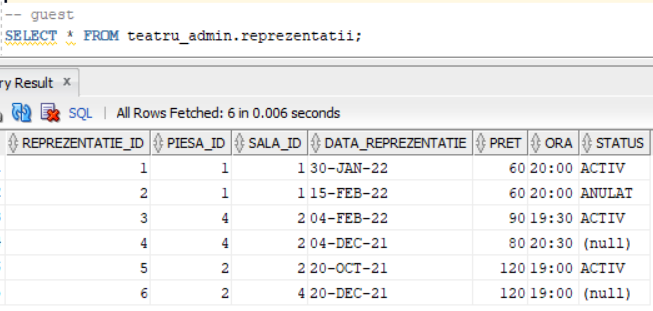 -- guest
SELECT * FROM teatru_admin.reprezentatii;
ry Result x
SQL | All Rows Fetched: 6 in 0.006 seconds
REPREZENTATIE_ID PIESA_ID SALA_ID DATA_REPREZENTATIE PRET ORA STATUS
1 1 1 30-JAN-22 60 20:00 ACTIV
2 1 1 15-FEB-22 60 20:00 ANULAT
3 4 2 04-FEB-22 90 19:30 ACTIV
4 4 2 04-DEC-21 80 20:30 (null)
5 2 2 20-OCT-21 120 19:00 ACTIV
6 2 4 20-DEC-21 120 19:00 (null)